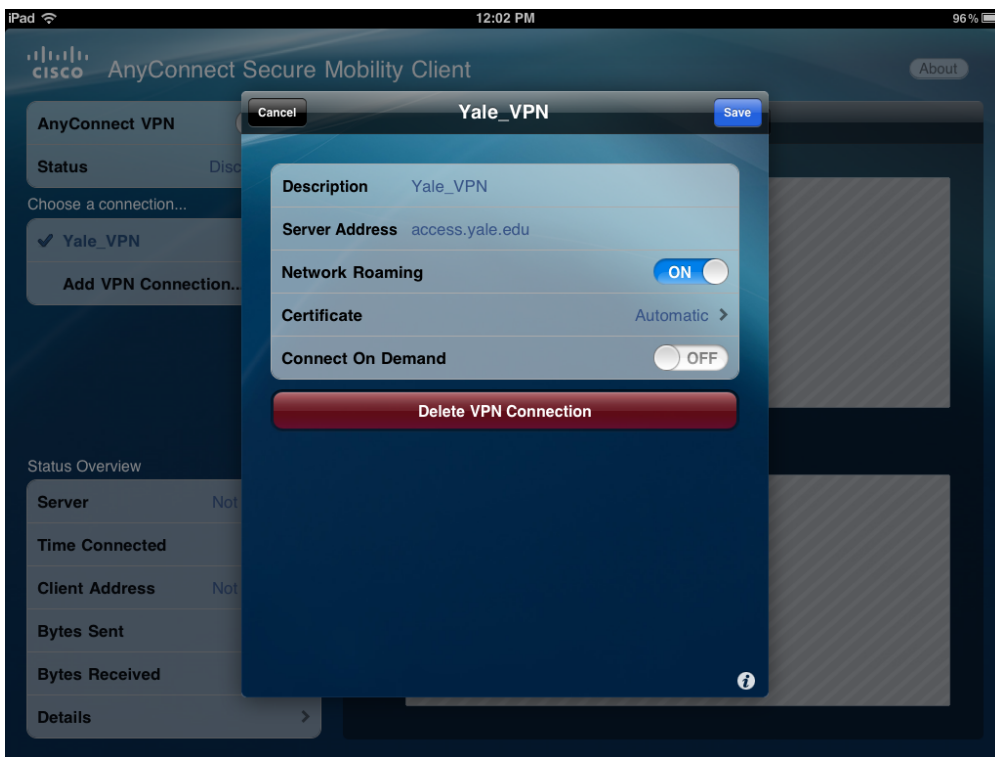 iPad 12:02 PM 96%
CISCO AnyConnect Secure Mobility Client About
AnyConnect VPN
Status
Choose a connection...
Yale_VPN
Add VPN Connection..
Cancel Yale_VPN Save
Description Yale_VPN
Server Address access.yale.edu
Network Roaming ON
Certificate Automatic
Connect On Demand OFF
Delete VPN Connection
Status Overview
Server Not
Time Connected
Client Address Not
Bytes Sent
Bytes Received
Details